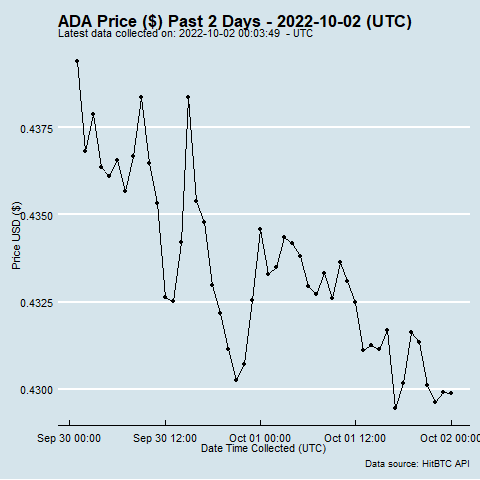 ADA Price ($) Past 2 Days - 2022-10-02 (UTC)
Latest data collected on: 2022-10-02 00:03:49  - UTC
Price USD ($)
0.4375
0.4350
0.4325
0.4300
Sep 30 00:00
Sep 30 12:00
Oct 01 00:00
Oct 01 12:00
Oct 02 00:00
Date Time Collected (UTC)
Data source: HitBTC API